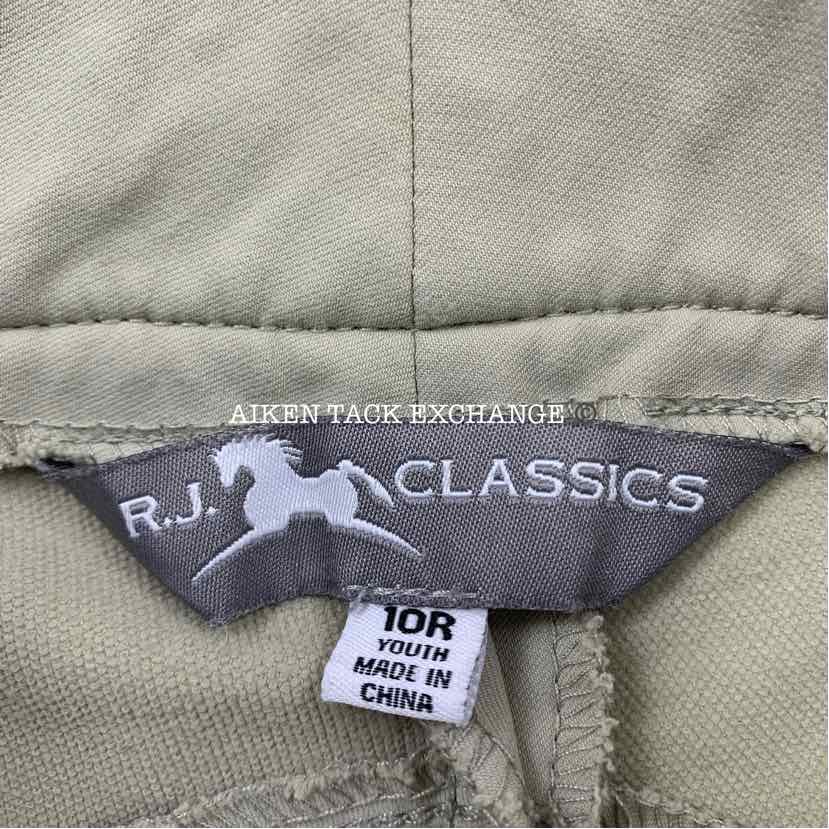 AIKEN TACK EXCHANGE ©
R.J. CLASSICS
10R
YOUTH
MADE IN
CHINA